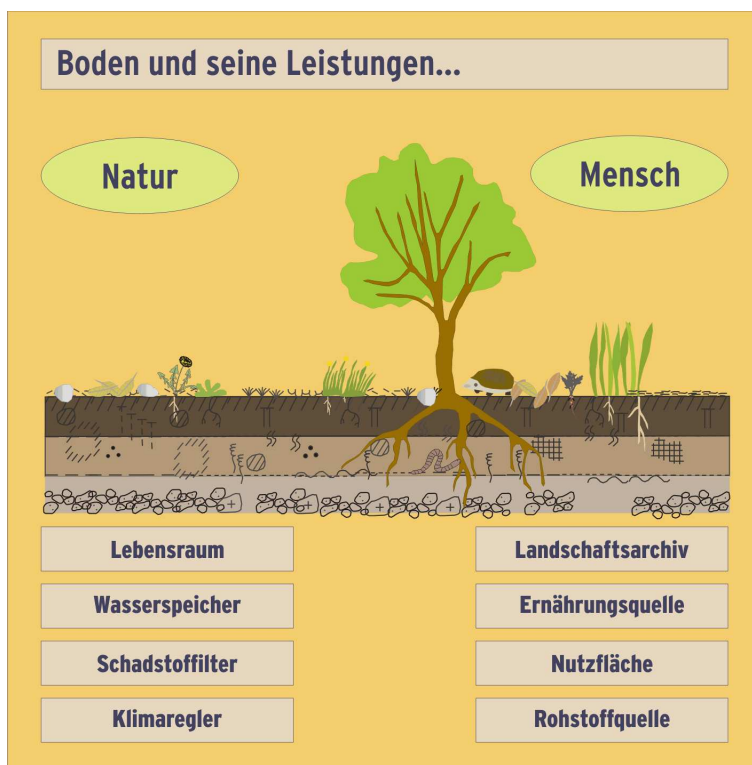 Boden und seine Leistungen...
Natur
Mensch
Lebensraum
Wasserspeicher
Schadstoffilter
Klimaregler
Landschaftsarchiv
Ernährungsquelle
Nutzfläche
Rohstoffquelle